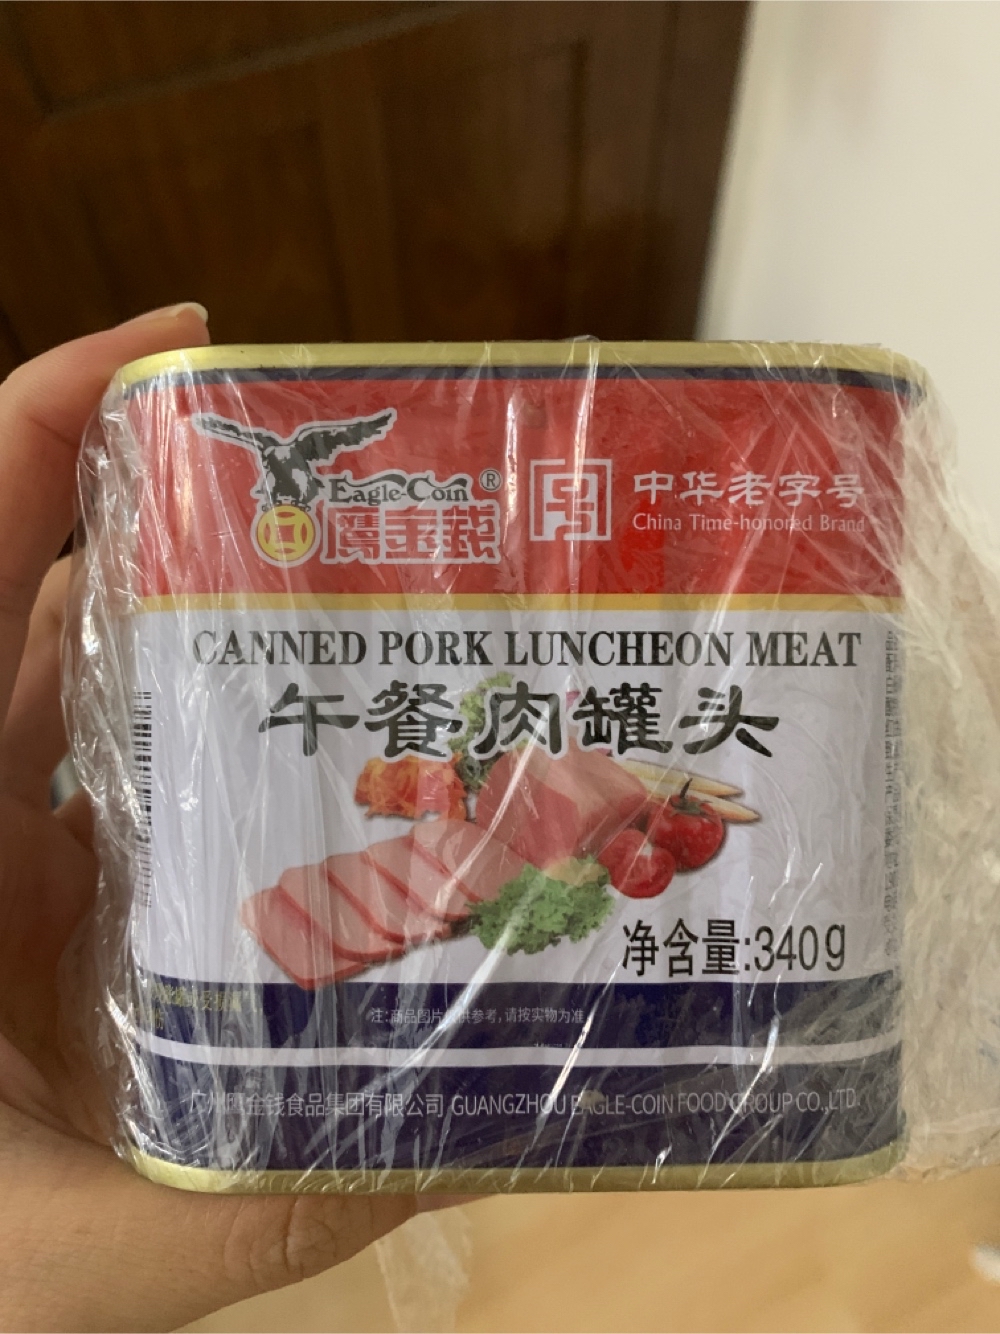 Eagle-Coin®
鷹金錢
中华老字号
China Time-honored Brand
CANNED PORK LUNCHEON MEAT
午餐肉罐头
净含量:340g
注:商品图片仅供参考,请按实物为准
广州鹰金钱食品集团有限公司 GUANGZHOU EAGLE-COIN FOOD GROUP CO.,LTD.